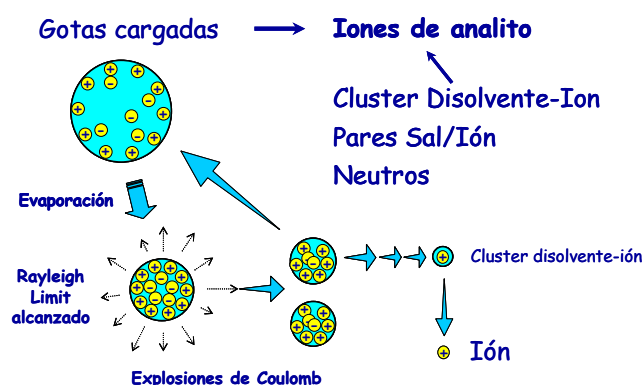 Gotas cargadas
Iones de analito
Cluster Disolvente-Ion
Pares Sal/Ión
Neutros
Evaporación
Rayleigh
Limit
alcanzado
Cluster disolvente-ión
Ión
Explosiones de Coulomb